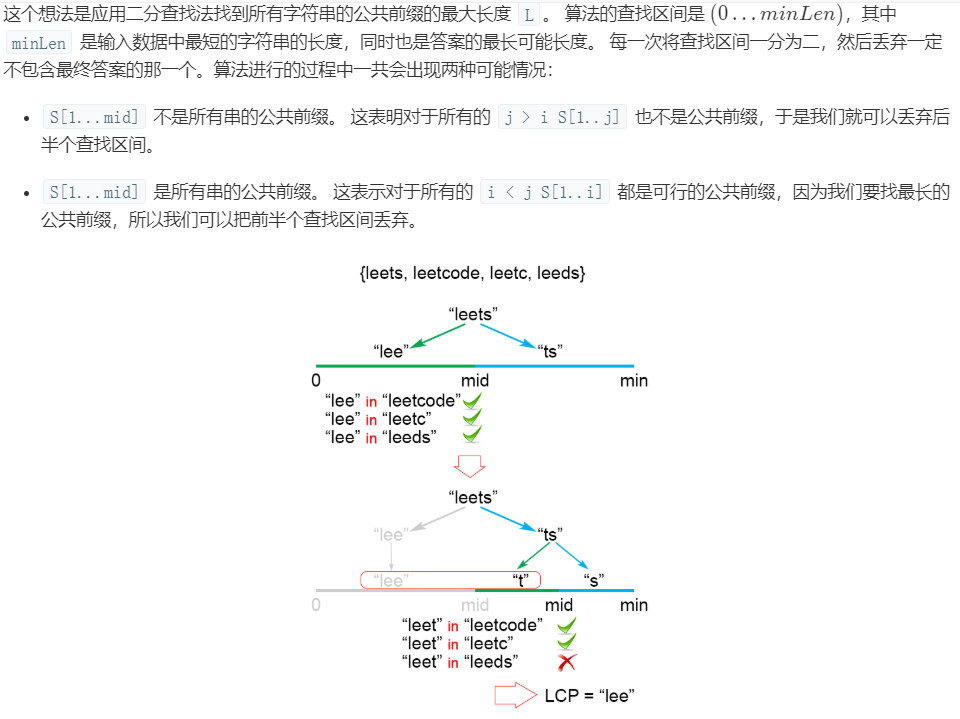 这个想法是应用二分查找法找到所有字符串的公共前缀的最大长度 L 。 算法的查找区间是 (0…minLen)，其中
minLen 是输入数据中最短的字符串的长度，同时也是答案的最长可能长度。 每一次将查找区间一分为二，然后丢弃一定
不包含最终答案的那一个。算法进行的过程中一共会出现两种可能情况：
• S[1...mid] 不是所有串的公共前缀。 这表明对于所有的 j > i S[1..j] 也不是公共前缀，于是我们就可以丢弃后
半个查找区间。
• S[1...mid] 是所有串的公共前缀。 这表示对于所有的 i < j S[1..i] 都是可行的公共前缀，因为我们要找最长的
公共前缀，所以我们可以把前半个查找区间丢弃。
{leets, leetcode, leetc, leeds}
“leets”
“lee” “ts”
0 mid min
“lee” in “leetcode”
“lee” in “leetc”
“lee” in “leeds”
“leets”
“lee” “ts”
“lee” “t” “s”
0 mid mid min
“leet” in “leetcode”
“leet” in “leetc”
“leet” in “leeds”
LCP = “lee”